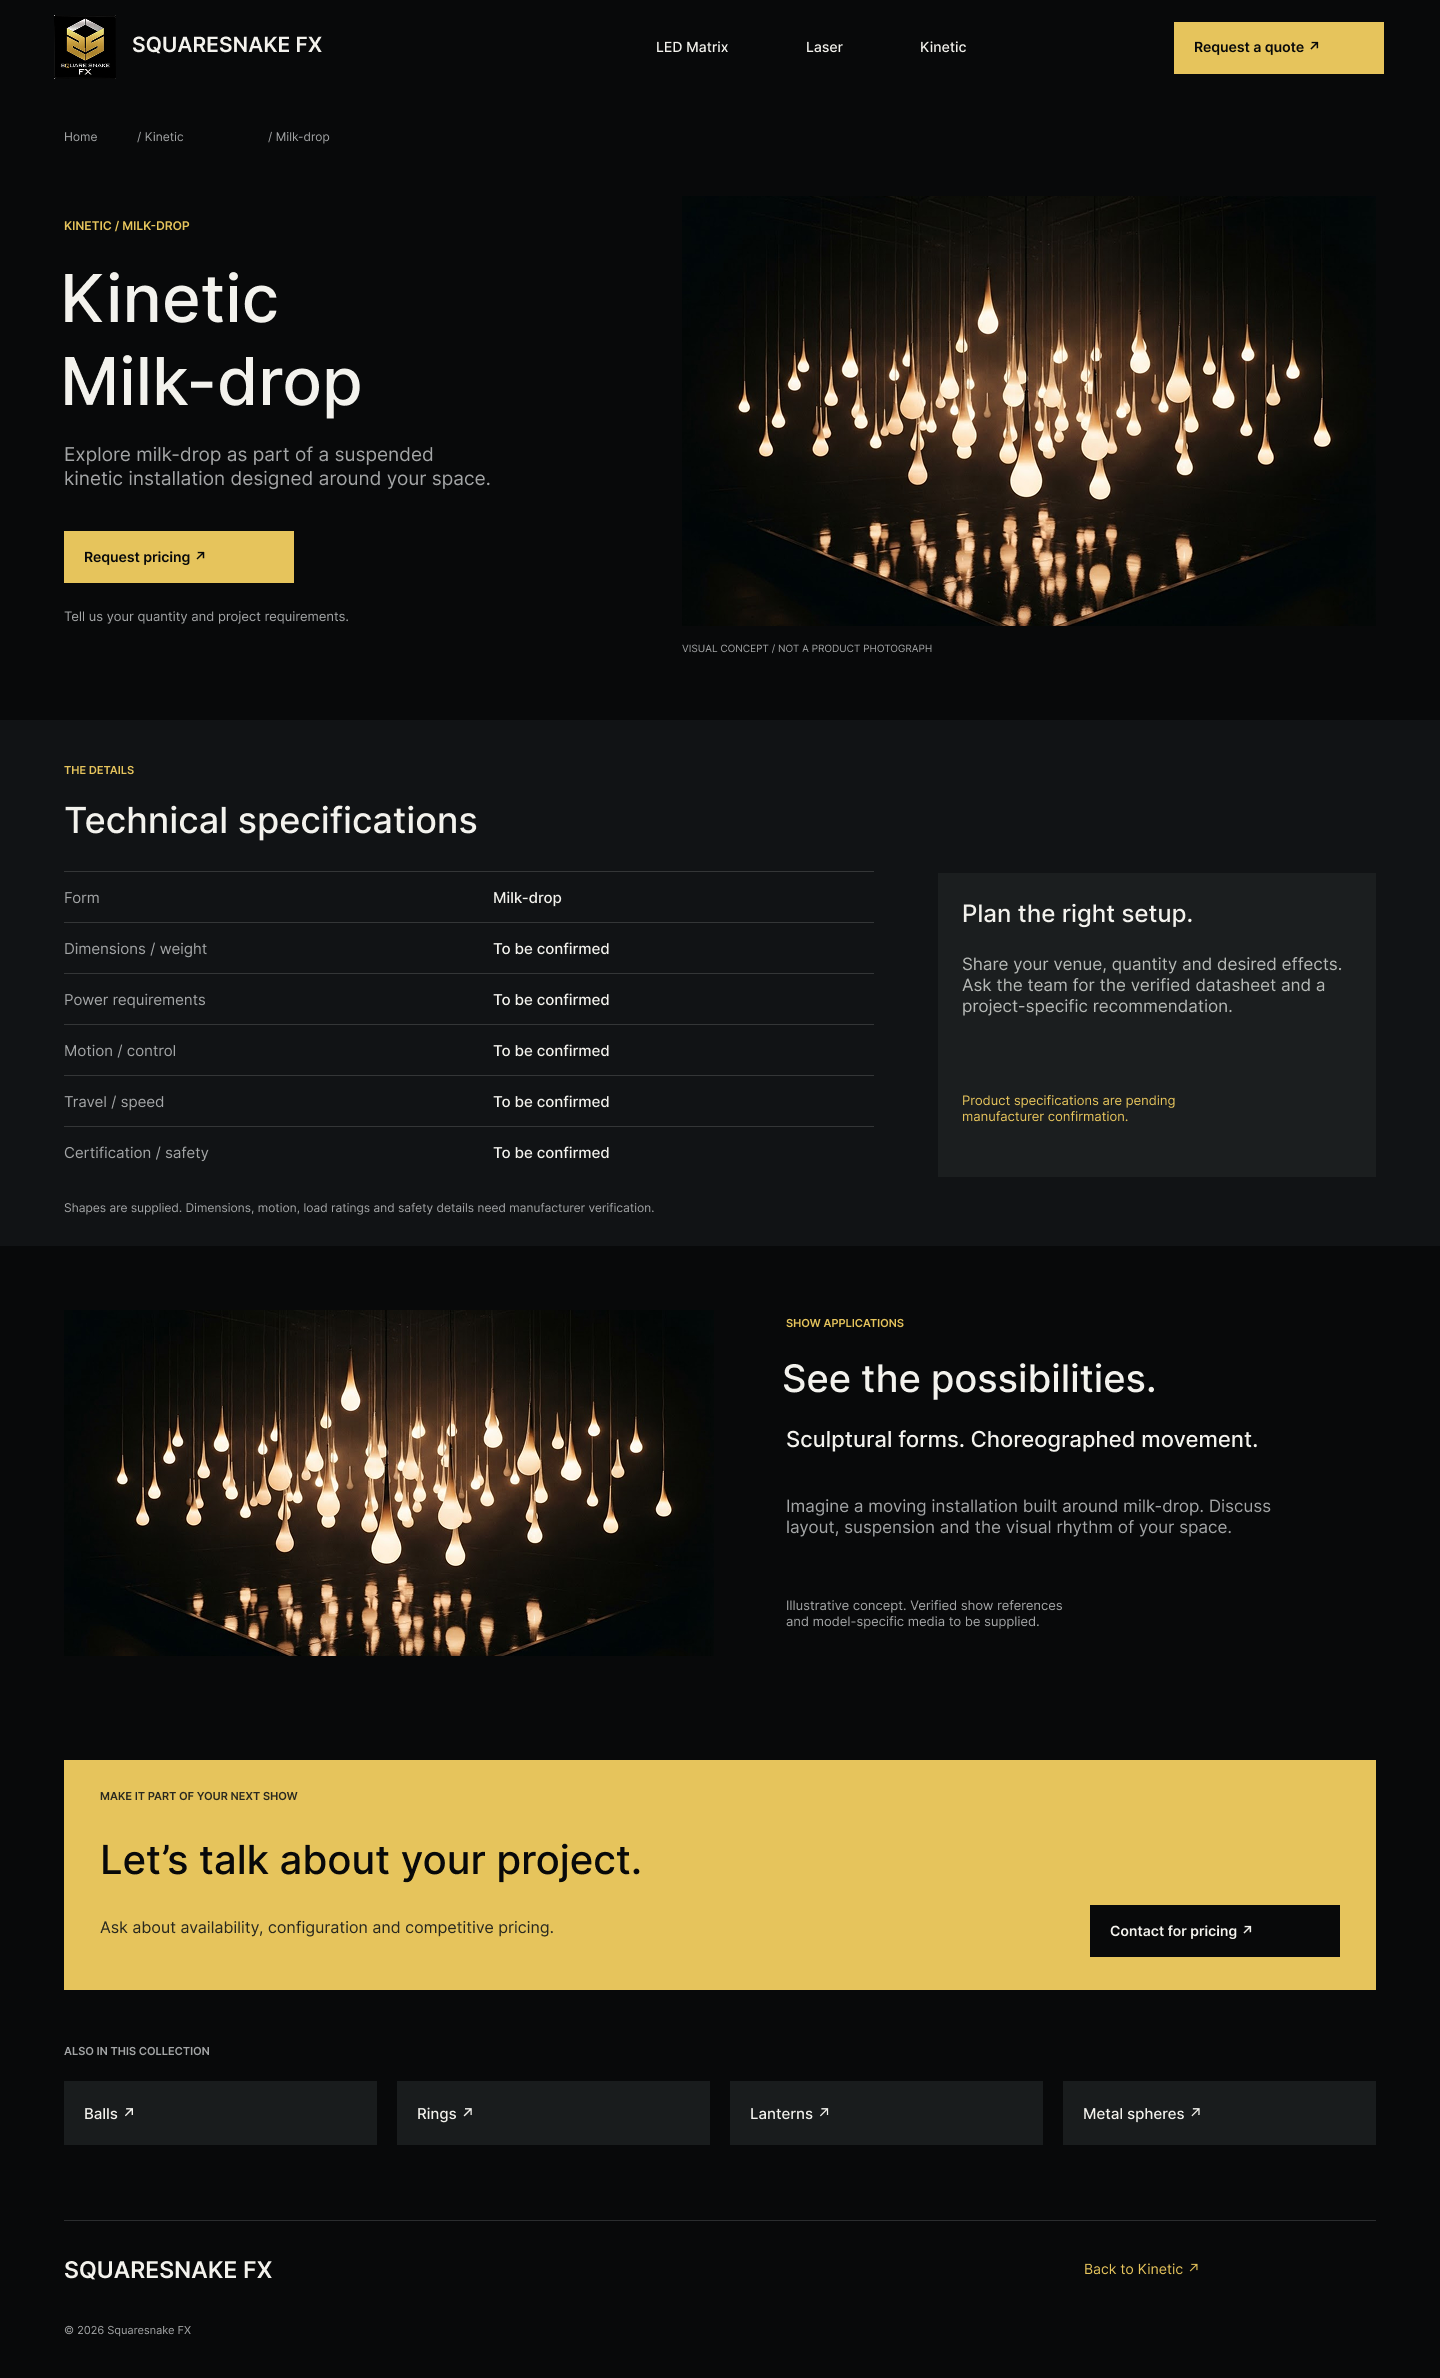 SQUARE SNAKE
FX
SQUARESNAKE FX
LED Matrix
Laser
Kinetic
Request a quote ↗
Home / Kinetic / Milk-drop
KINETIC / MILK-DROP
Kinetic
Milk-drop
Explore milk-drop as part of a suspended
kinetic installation designed around your space.
Request pricing ↗
Tell us your quantity and project requirements.
VISUAL CONCEPT / NOT A PRODUCT PHOTOGRAPH
THE DETAILS
Technical specifications
Form Milk-drop
Dimensions / weight To be confirmed
Power requirements To be confirmed
Motion / control To be confirmed
Travel / speed To be confirmed
Certification / safety To be confirmed
Shapes are supplied. Dimensions, motion, load ratings and safety details need manufacturer verification.
Plan the right setup.
Share your venue, quantity and desired effects.
Ask the team for the verified datasheet and a
project-specific recommendation.
Product specifications are pending
manufacturer confirmation.
SHOW APPLICATIONS
See the possibilities.
Sculptural forms. Choreographed movement.
Imagine a moving installation built around milk-drop. Discuss
layout, suspension and the visual rhythm of your space.
Illustrative concept. Verified show references
and model-specific media to be supplied.
MAKE IT PART OF YOUR NEXT SHOW
Let’s talk about your project.
Ask about availability, configuration and competitive pricing.
Contact for pricing ↗
ALSO IN THIS COLLECTION
Balls ↗
Rings ↗
Lanterns ↗
Metal spheres ↗
SQUARESNAKE FX
Back to Kinetic ↗
© 2026 Squaresnake FX